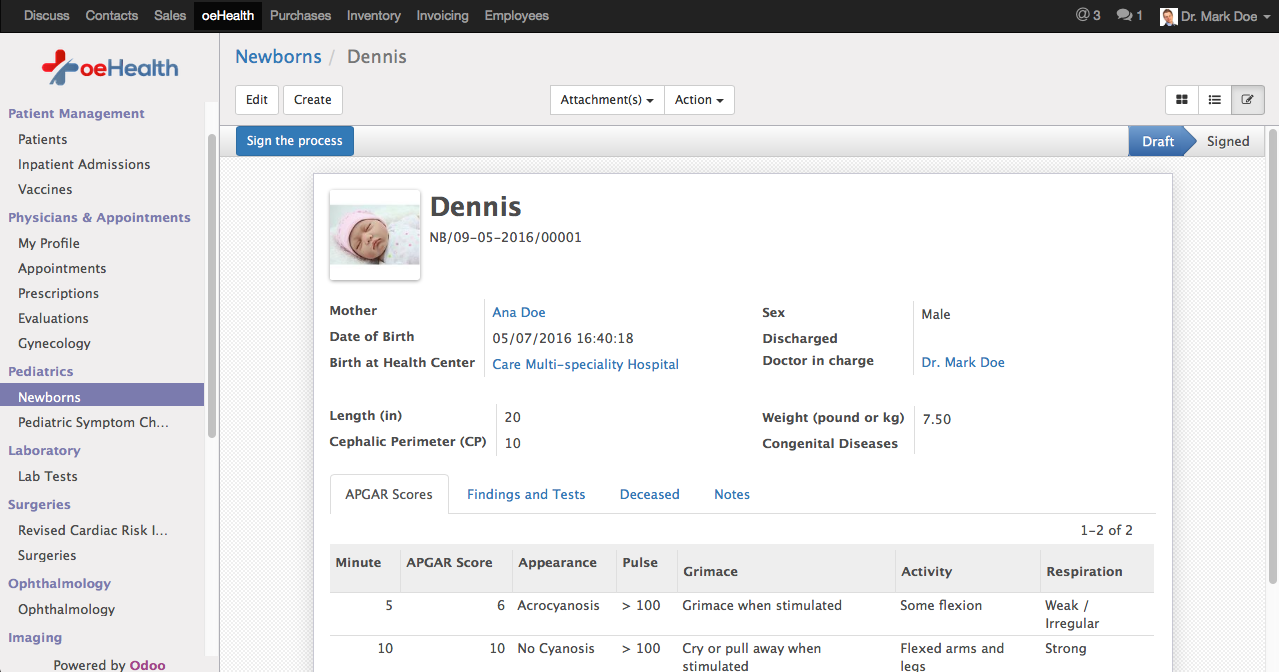 Discuss Contacts Sales oeHealth Purchases Inventory Invoicing Employees @ 3 1 Dr. Mark Doe
oeHealth
Patient Management
Patients
Inpatient Admissions
Vaccines
Physicians & Appointments
My Profile
Appointments
Prescriptions
Evaluations
Gynecology
Pediatrics
Newborns
Pediatric Symptom Ch...
Laboratory
Lab Tests
Surgeries
Revised Cardiac Risk I...
Surgeries
Ophthalmology
Ophthalmology
Imaging
Powered by Odoo
Newborns / Dennis
Edit Create Attachment(s) Action
Sign the process Draft Signed
Dennis
NB/09-05-2016/00001
Mother Ana Doe
Date of Birth 05/07/2016 16:40:18
Birth at Health Center Care Multi-speciality Hospital
Sex Male
Discharged
Doctor in charge Dr. Mark Doe
Length (in) 20
Cephalic Perimeter (CP) 10
Weight (pound or kg) 7.50
Congenital Diseases
APGAR Scores Findings and Tests Deceased Notes
1-2 of 2
Minute APGAR Score Appearance Pulse Grimace Activity Respiration
5 6 Acrocyanosis > 100 Grimace when stimulated Some flexion Weak /
Irregular
10 10 No Cyanosis > 100 Cry or pull away when Flexed arms and Strong
stimulated legs